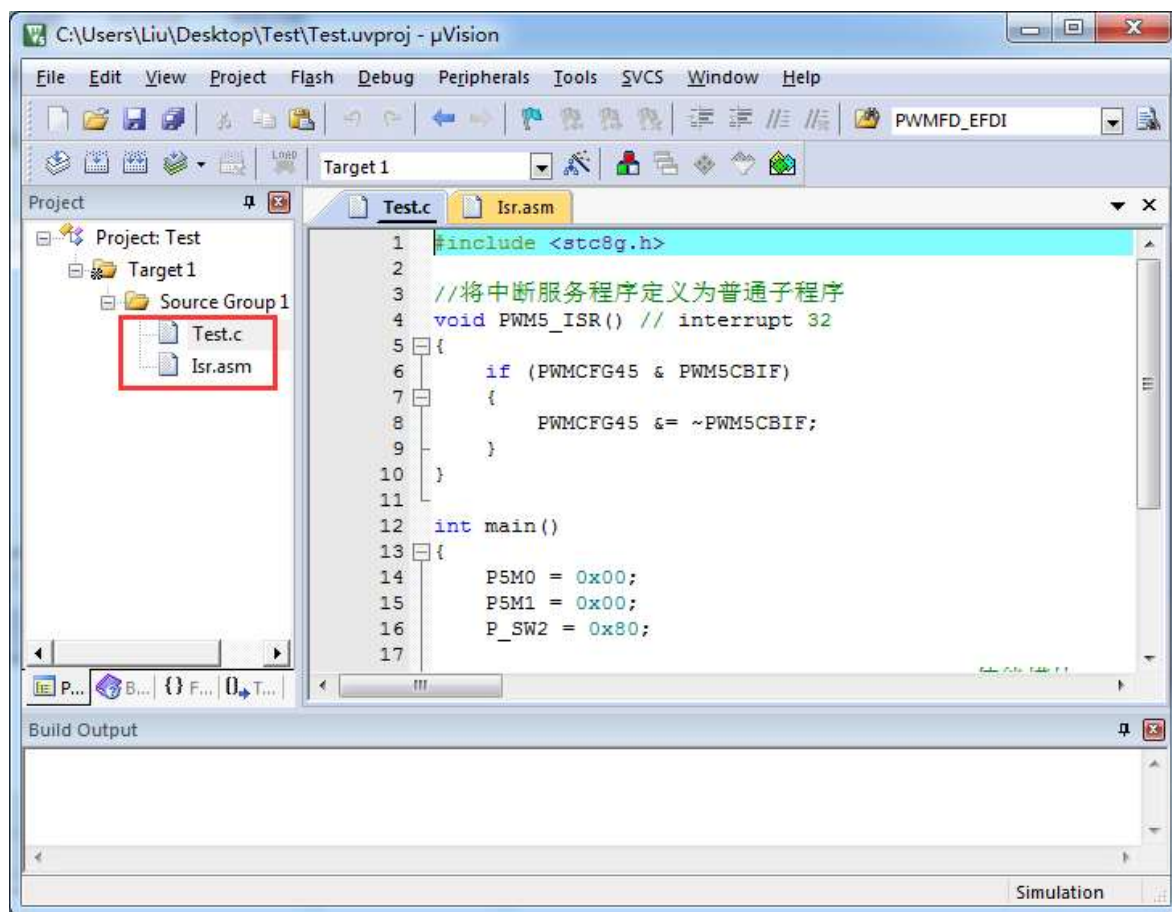 C:\Users\Liu\Desktop\Test\Test.uvproj - µVision
File Edit View Project Flash Debug Peripherals Tools SVCS Window Help
PWMFD_EFDI
LOAD Target 1
Project
Test.c Isr.asm
Project: Test
Target 1
Source Group 1
Test.c
Isr.asm
1 #include <stc8g.h>
2
3 //将中断服务程序定义为普通子程序
4 void PWM5_ISR() // interrupt 32
5 {
6 if (PWMCFG45 & PWM5CBIF)
7 {
8 PWMCFG45 &= ~PWM5CBIF;
9 }
10 }
11
12 int main()
13 {
14 P5M0 = 0x00;
15 P5M1 = 0x00;
16 P_SW2 = 0x80;
17
P... B... {} F... 0 T...
Build Output
Simulation